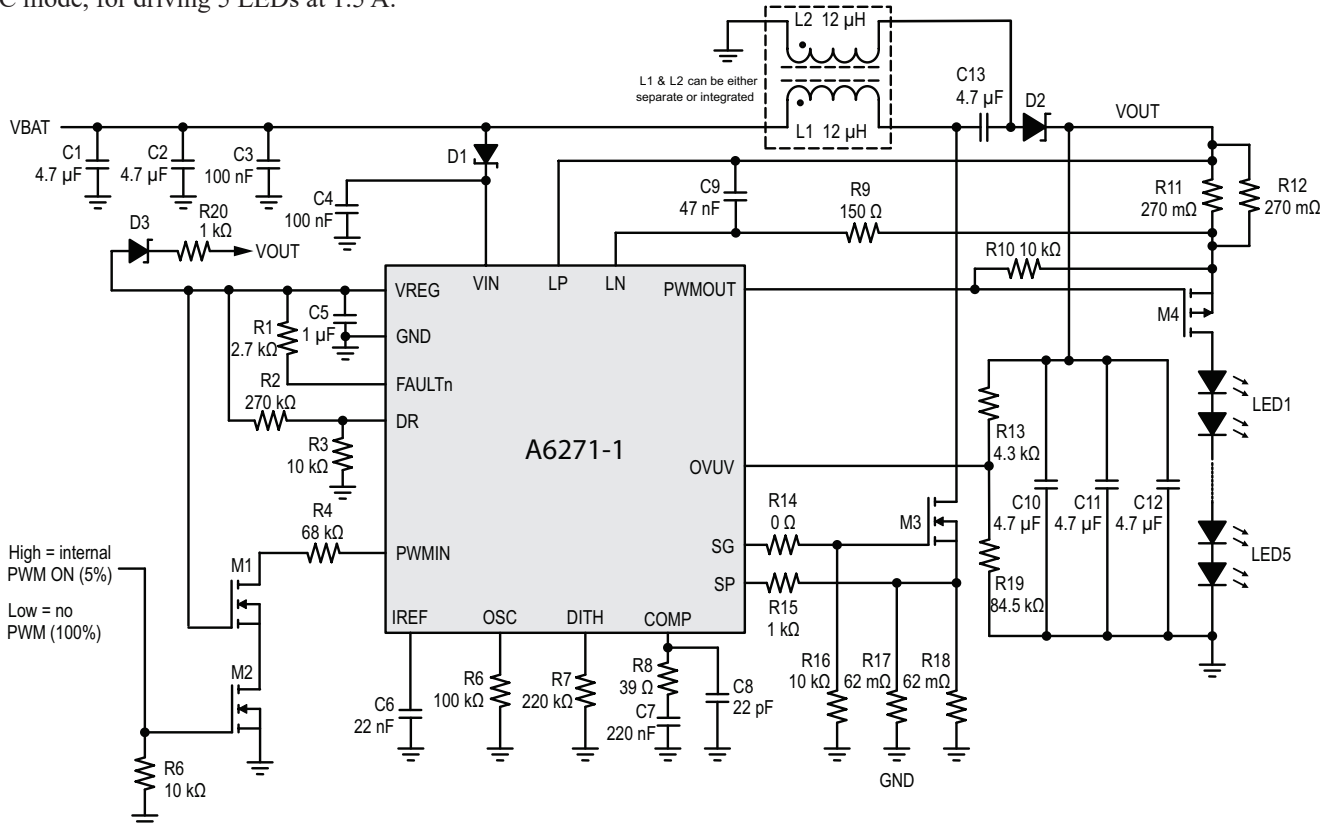 C mode, for driving 5 LEDs at 1.5 A.
L2 12 µH
L1 & L2 can be either
separate or integrated
L1 12 µH
C13
4.7 µF
D2
VOUT
VBAT
C1
4.7 µF
C2
4.7 µF
C3
100 nF
D1
C4
100 nF
C9
47 nF
R9
150 Ω
R11
270 mΩ
R12
270 mΩ
D3
R20
1 kΩ
VOUT
R10 10 kΩ
VREG
VIN
LP
LN
PWMOUT
M4
C5
1 µF
GND
R1
2.7 kΩ
FAULTn
R2
270 kΩ
DR
R3
10 kΩ
A6271-1
LED1
R13
4.3 kΩ
OVUV
C10
4.7 µF
C11
4.7 µF
C12
4.7 µF
LED5
R14
0 Ω
M3
SG
SP
R15
1 kΩ
R19
84.5 kΩ
R4
68 kΩ
PWMIN
High = internal
PWM ON (5%)
Low = no
PWM (100%)
M1
M2
IREF
OSC
DITH
COMP
C6
22 nF
R6
100 kΩ
R7
220 kΩ
R8
39 Ω
C7
220 nF
C8
22 pF
R16
10 kΩ
R17
62 mΩ
R18
62 mΩ
GND
R6
10 kΩ